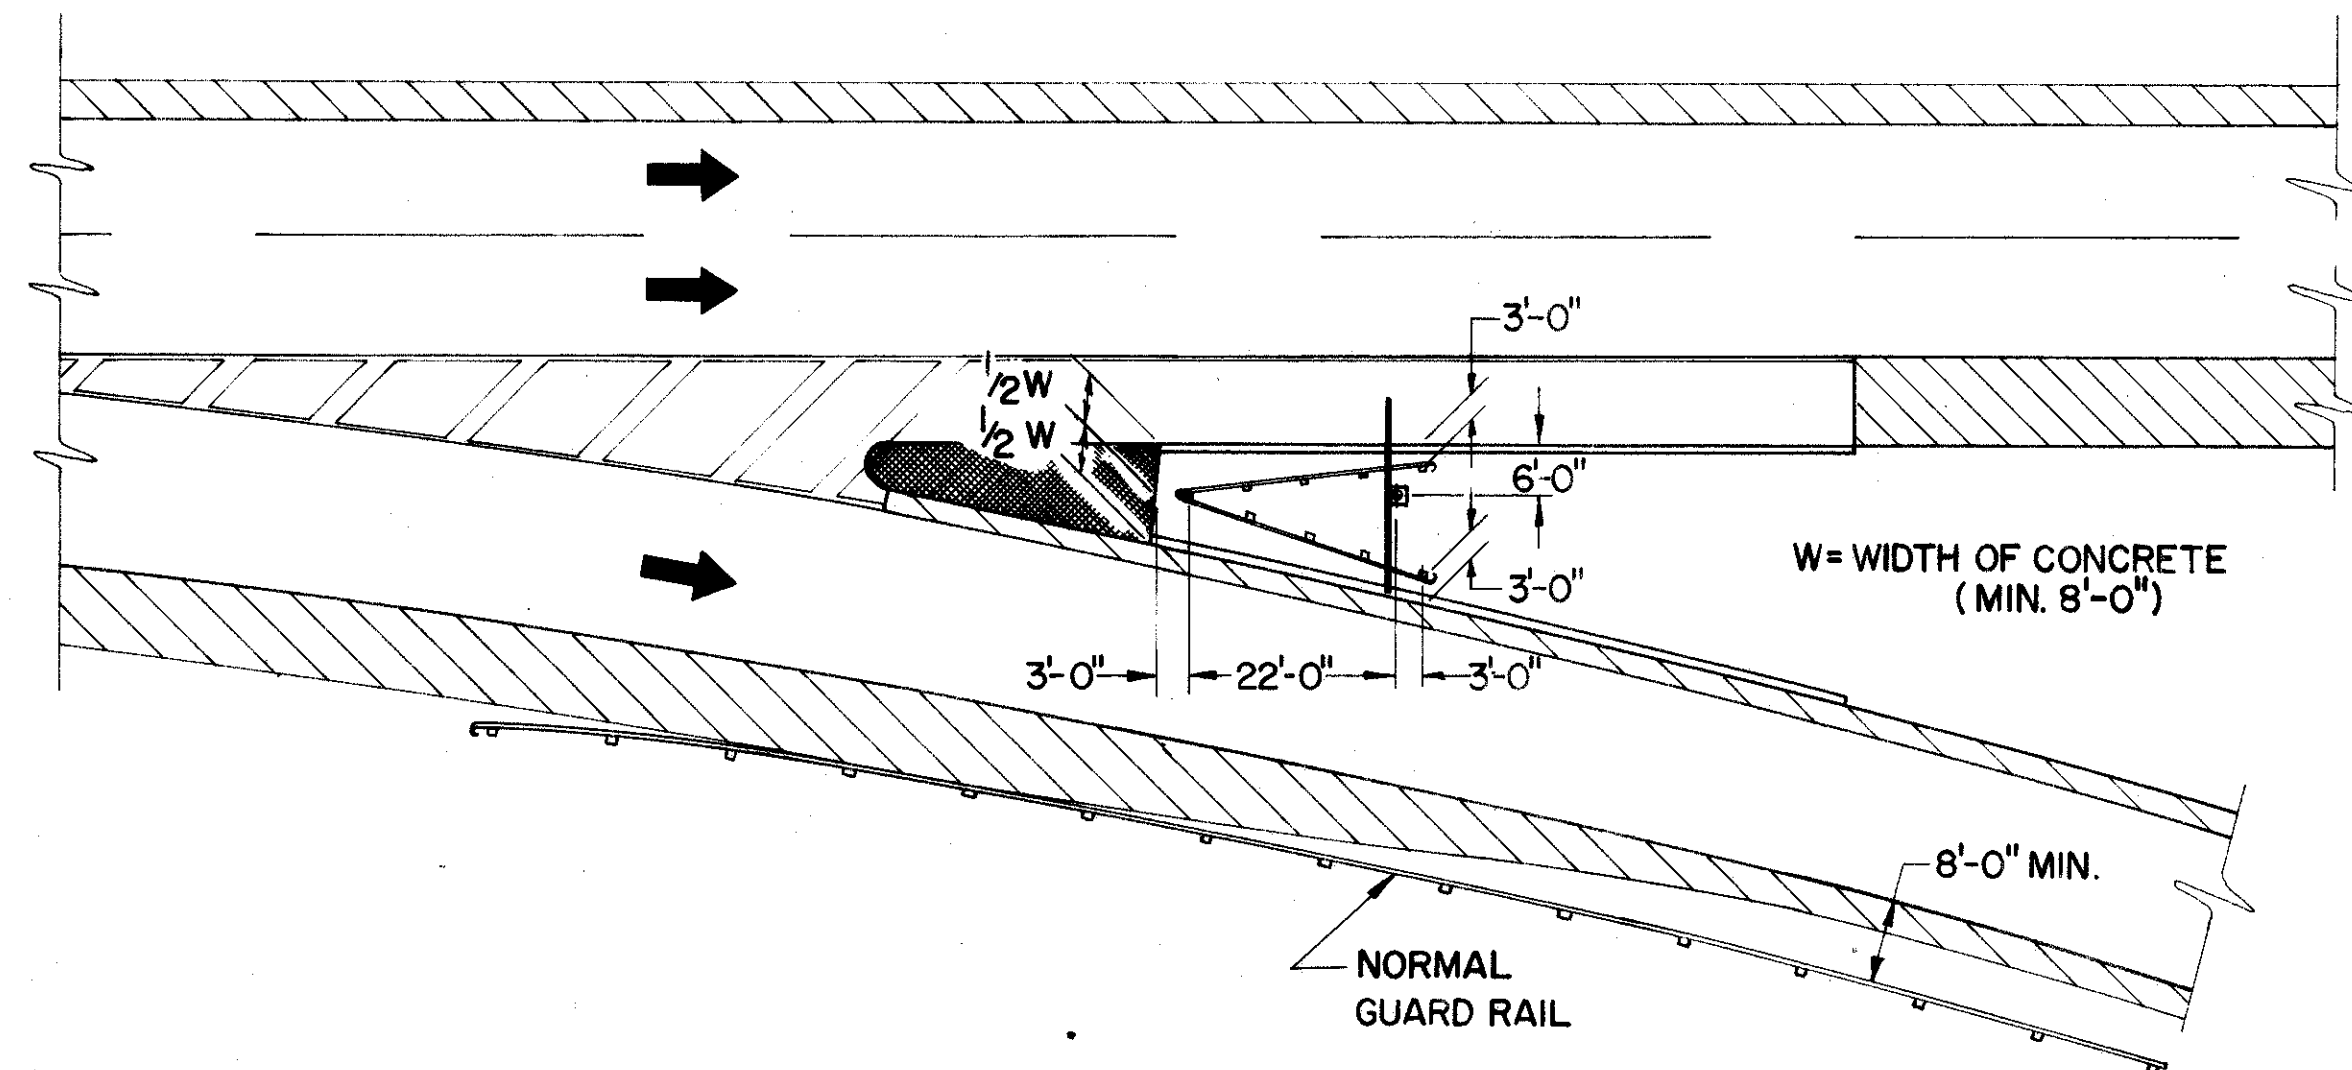 3'-0"
1/2 W
1/2 W
6'-0"
W= WIDTH OF CONCRETE
(MIN. 8'-0")
3'-0"
3'-0" 22'-0" 3'-0"
8'-0" MIN.
NORMAL
GUARD RAIL